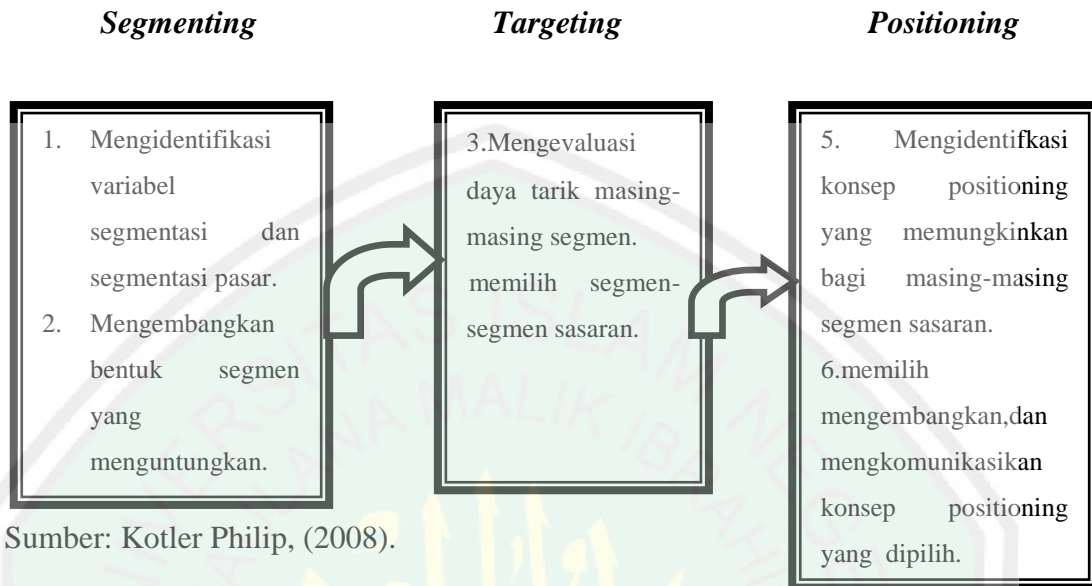 Segmenting
Targeting
Positioning
1. Mengidentifikasi
variabel
segmentasi dan
segmentasi pasar.
2. Mengembangkan
bentuk segmen
yang
menguntungkan.
3.Mengevaluasi
daya tarik masing-
masing segmen.
memilih segmen-
segmen sasaran.
5. Mengidentifkasi
konsep positioning
yang memungkinkan
bagi masing-masing
segmen sasaran.
6.memilih
mengembangkan,dan
mengkomunikasikan
konsep positioning
yang dipilih.
Sumber: Kotler Philip, (2008).